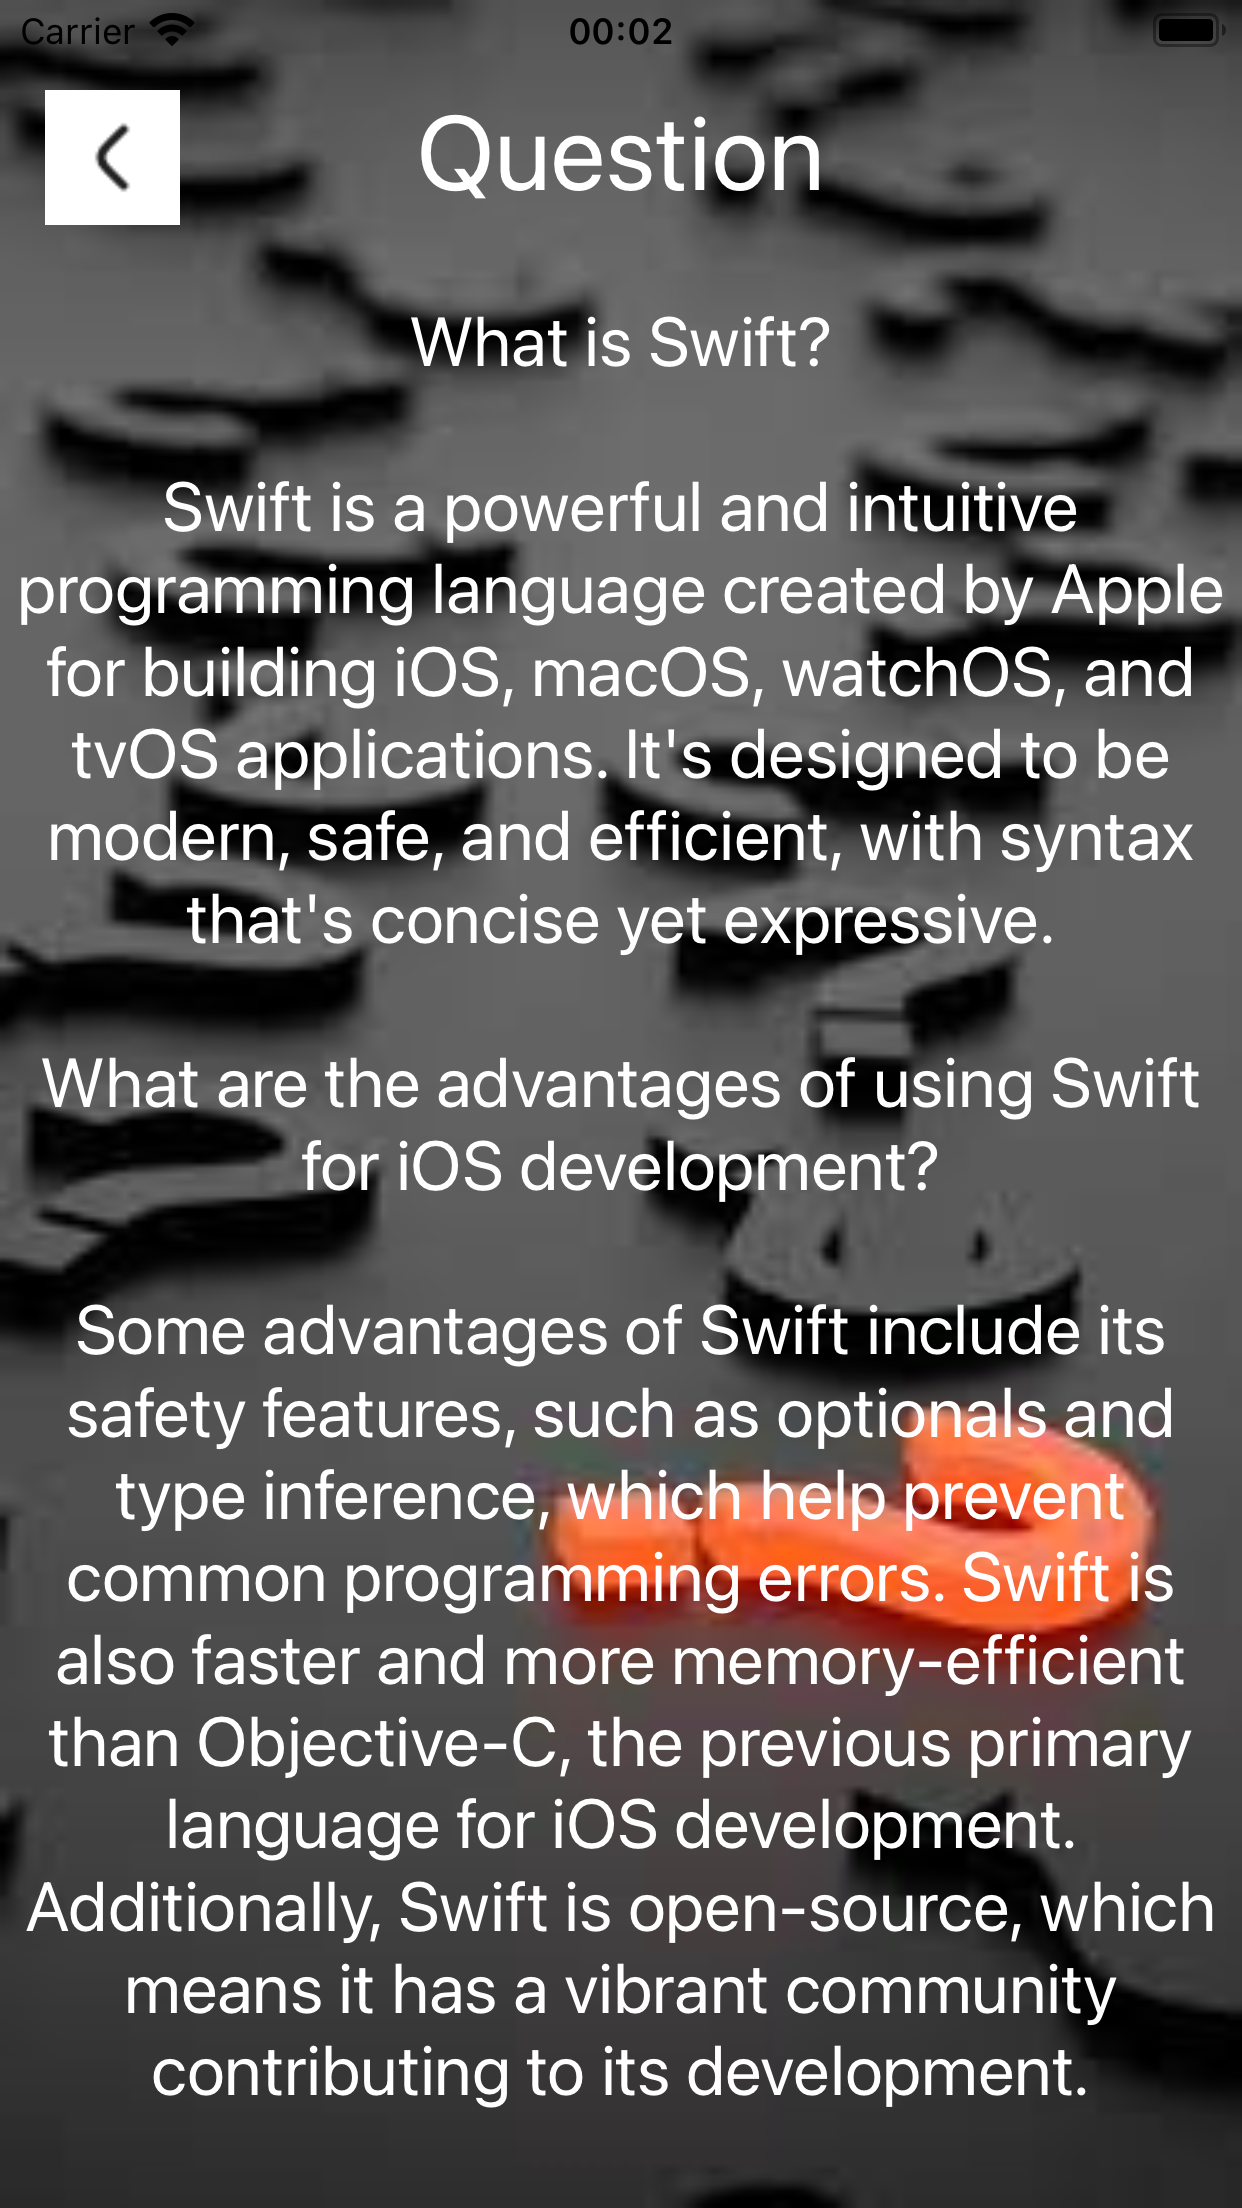 Carrier
00:02
Question
What is Swift?
Swift is a powerful and intuitive
programming language created by Apple
for building iOS, macOS, watchOS, and
tvOS applications. It's designed to be
modern, safe, and efficient, with syntax
that's concise yet expressive.
What are the advantages of using Swift
for iOS development?
Some advantages of Swift include its
safety features, such as optionals and
type inference, which help prevent
common programming errors. Swift is
also faster and more memory-efficient
than Objective-C, the previous primary
language for iOS development.
Additionally, Swift is open-source, which
means it has a vibrant community
contributing to its development.